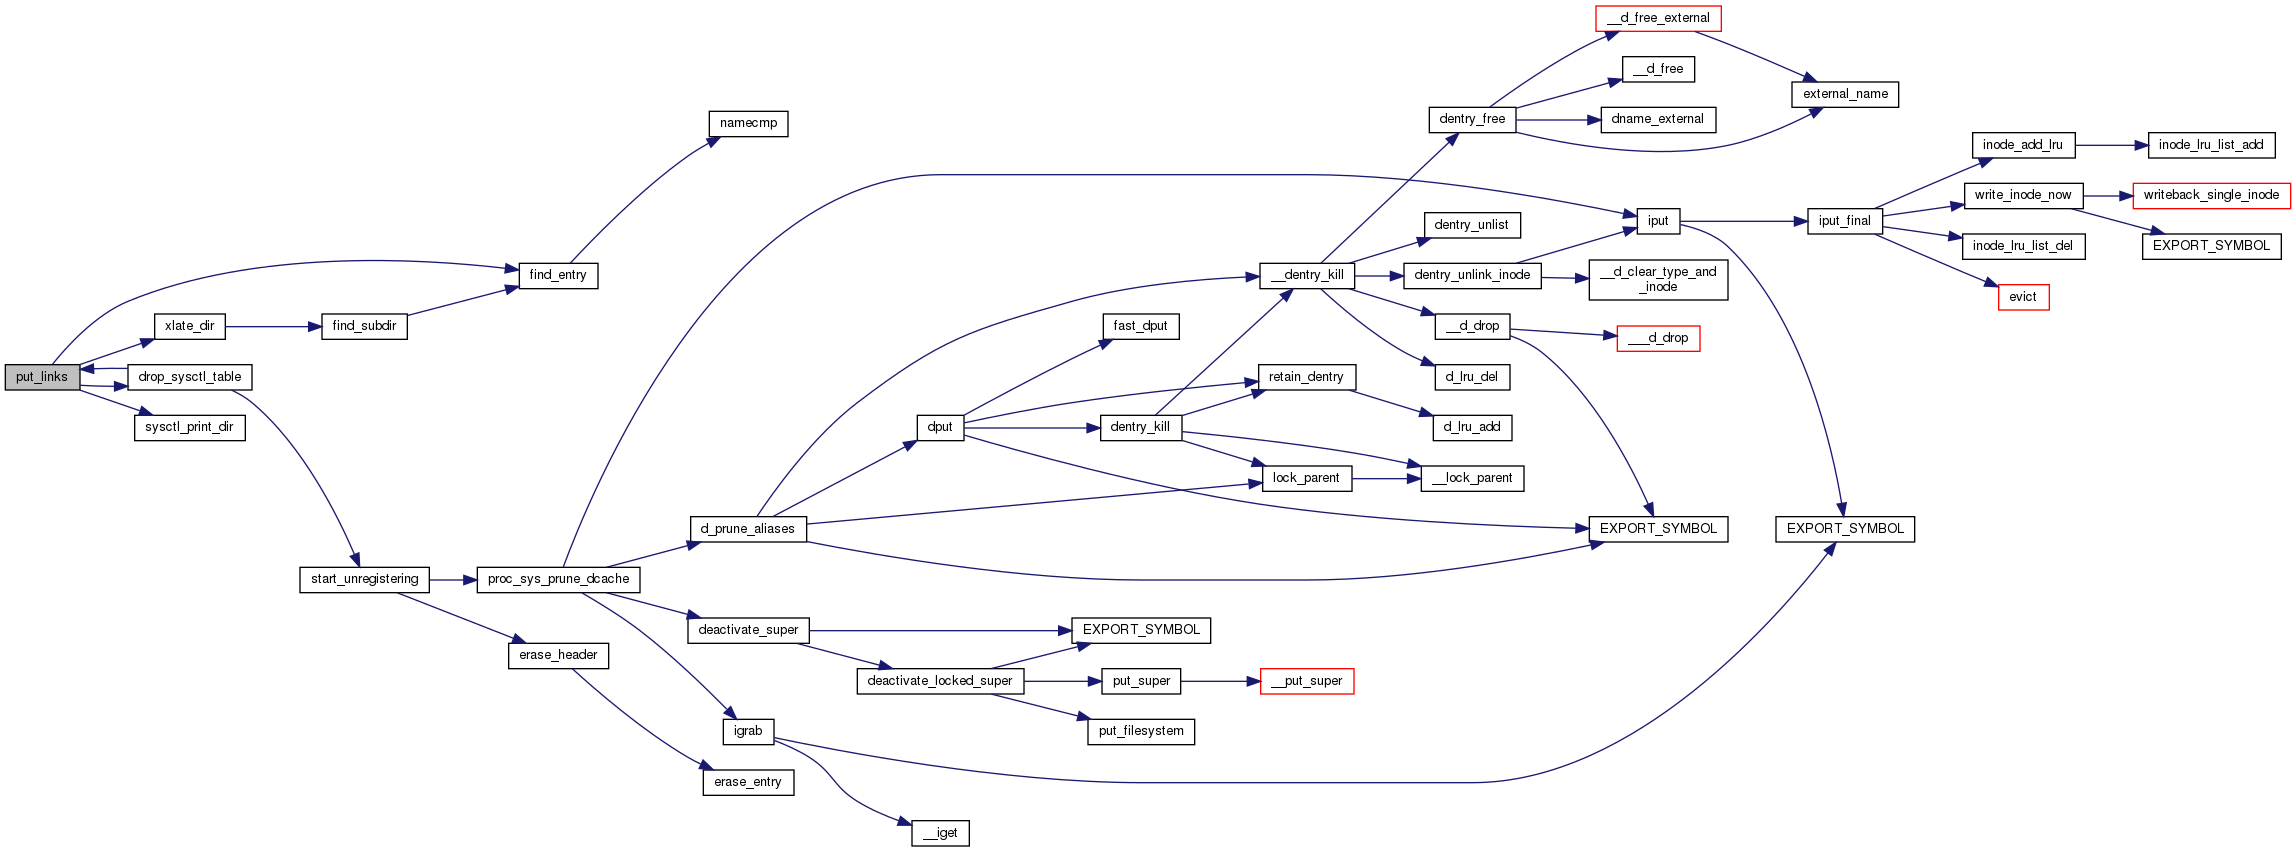 __d_free_external
__d_free
external_name
dentry_free
dname_external
namecmp
inode_add_lru
inode_lru_list_add
write_inode_now
writeback_single_inode
iput
iput_final
dentry_unlist
inode_lru_list_del
EXPORT_SYMBOL
find_entry
__dentry_kill
dentry_unlink_inode
__d_clear_type_and
_inode
evict
xlate_dir
find_subdir
fast_dput
__d_drop
___d_drop
put_links
drop_sysctl_table
retain_dentry
d_lru_del
sysctl_print_dir
dput
dentry_kill
d_lru_add
lock_parent
__lock_parent
d_prune_aliases
EXPORT_SYMBOL
EXPORT_SYMBOL
start_unregistering
proc_sys_prune_dcache
deactivate_super
EXPORT_SYMBOL
erase_header
deactivate_locked_super
put_super
__put_super
igrab
put_filesystem
erase_entry
__iget